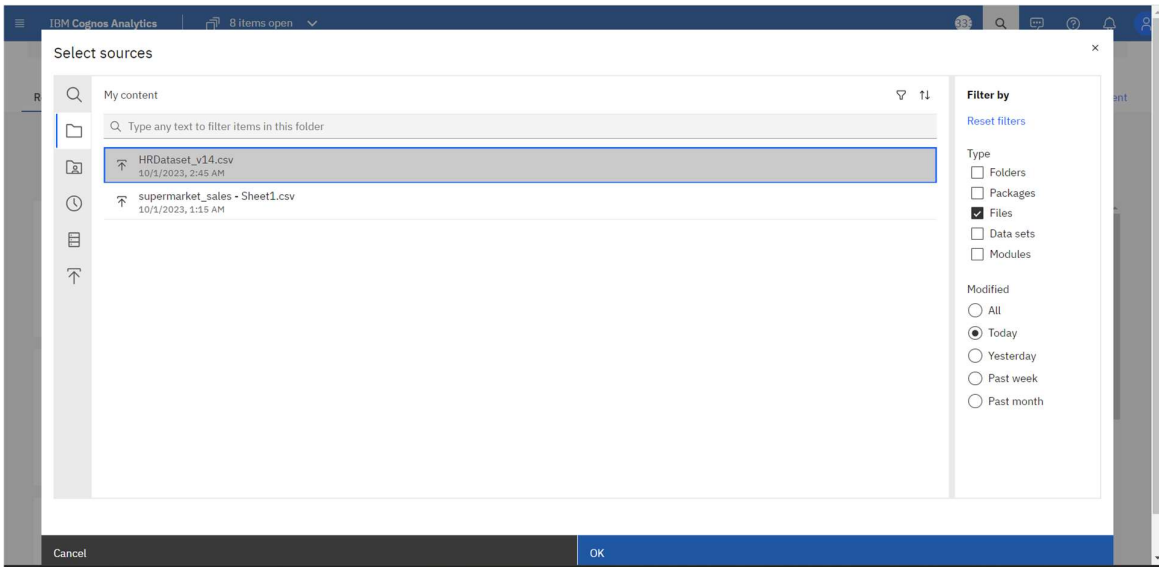 IBM Cognos Analytics
8 items open
Select sources
My content
Type any text to filter items in this folder
HRDataset_v14.csv
10/1/2023, 2:45 AM
supermarket_sales - Sheet1.csv
10/1/2023, 1:15 AM
Filter by
Reset filters
Type
Folders
Packages
Files
Data sets
Modules
Modified
All
Today
Yesterday
Past week
Past month
Cancel
OK